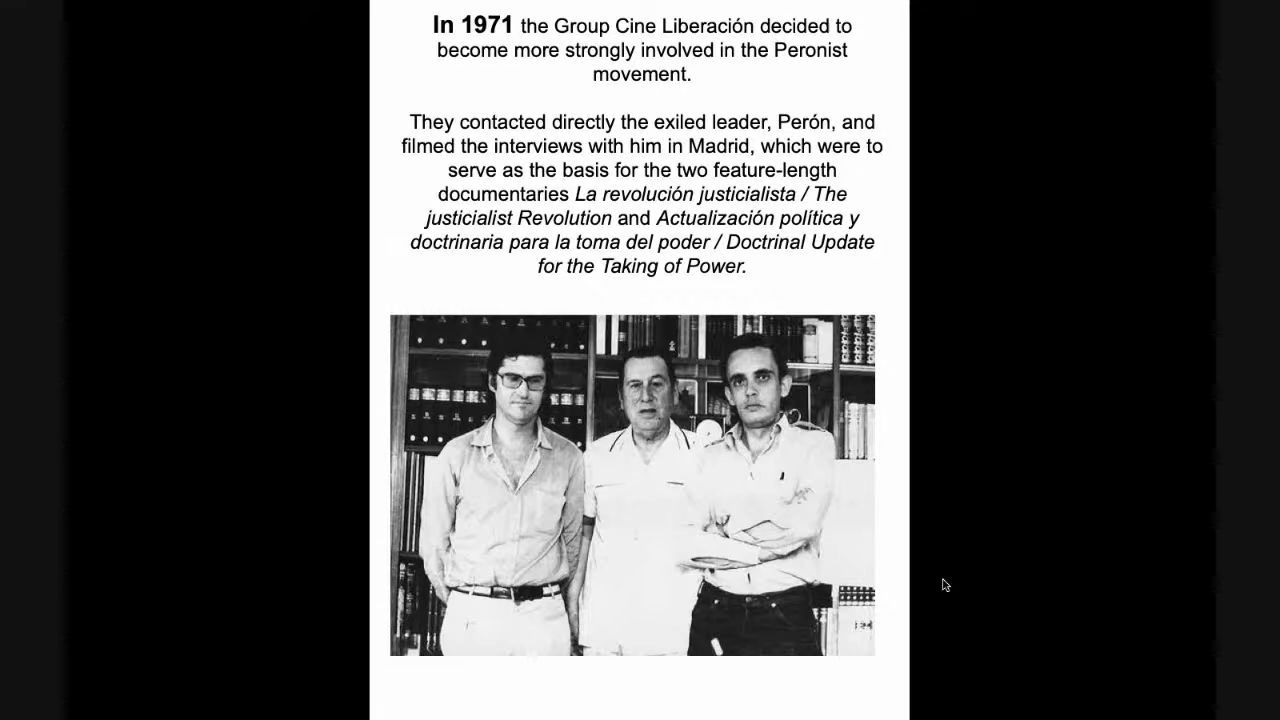 In 1971 the Group Cine Liberación decided to
become more strongly involved in the Peronist
movement.
They contacted directly the exiled leader, Perón, and
filmed the interviews with him in Madrid, which were to
serve as the basis for the two feature-length
documentaries La revolución justicialista / The
justicialist Revolution and Actualización política y
doctrinaria para la toma del poder / Doctrinal Update
for the Taking of Power.